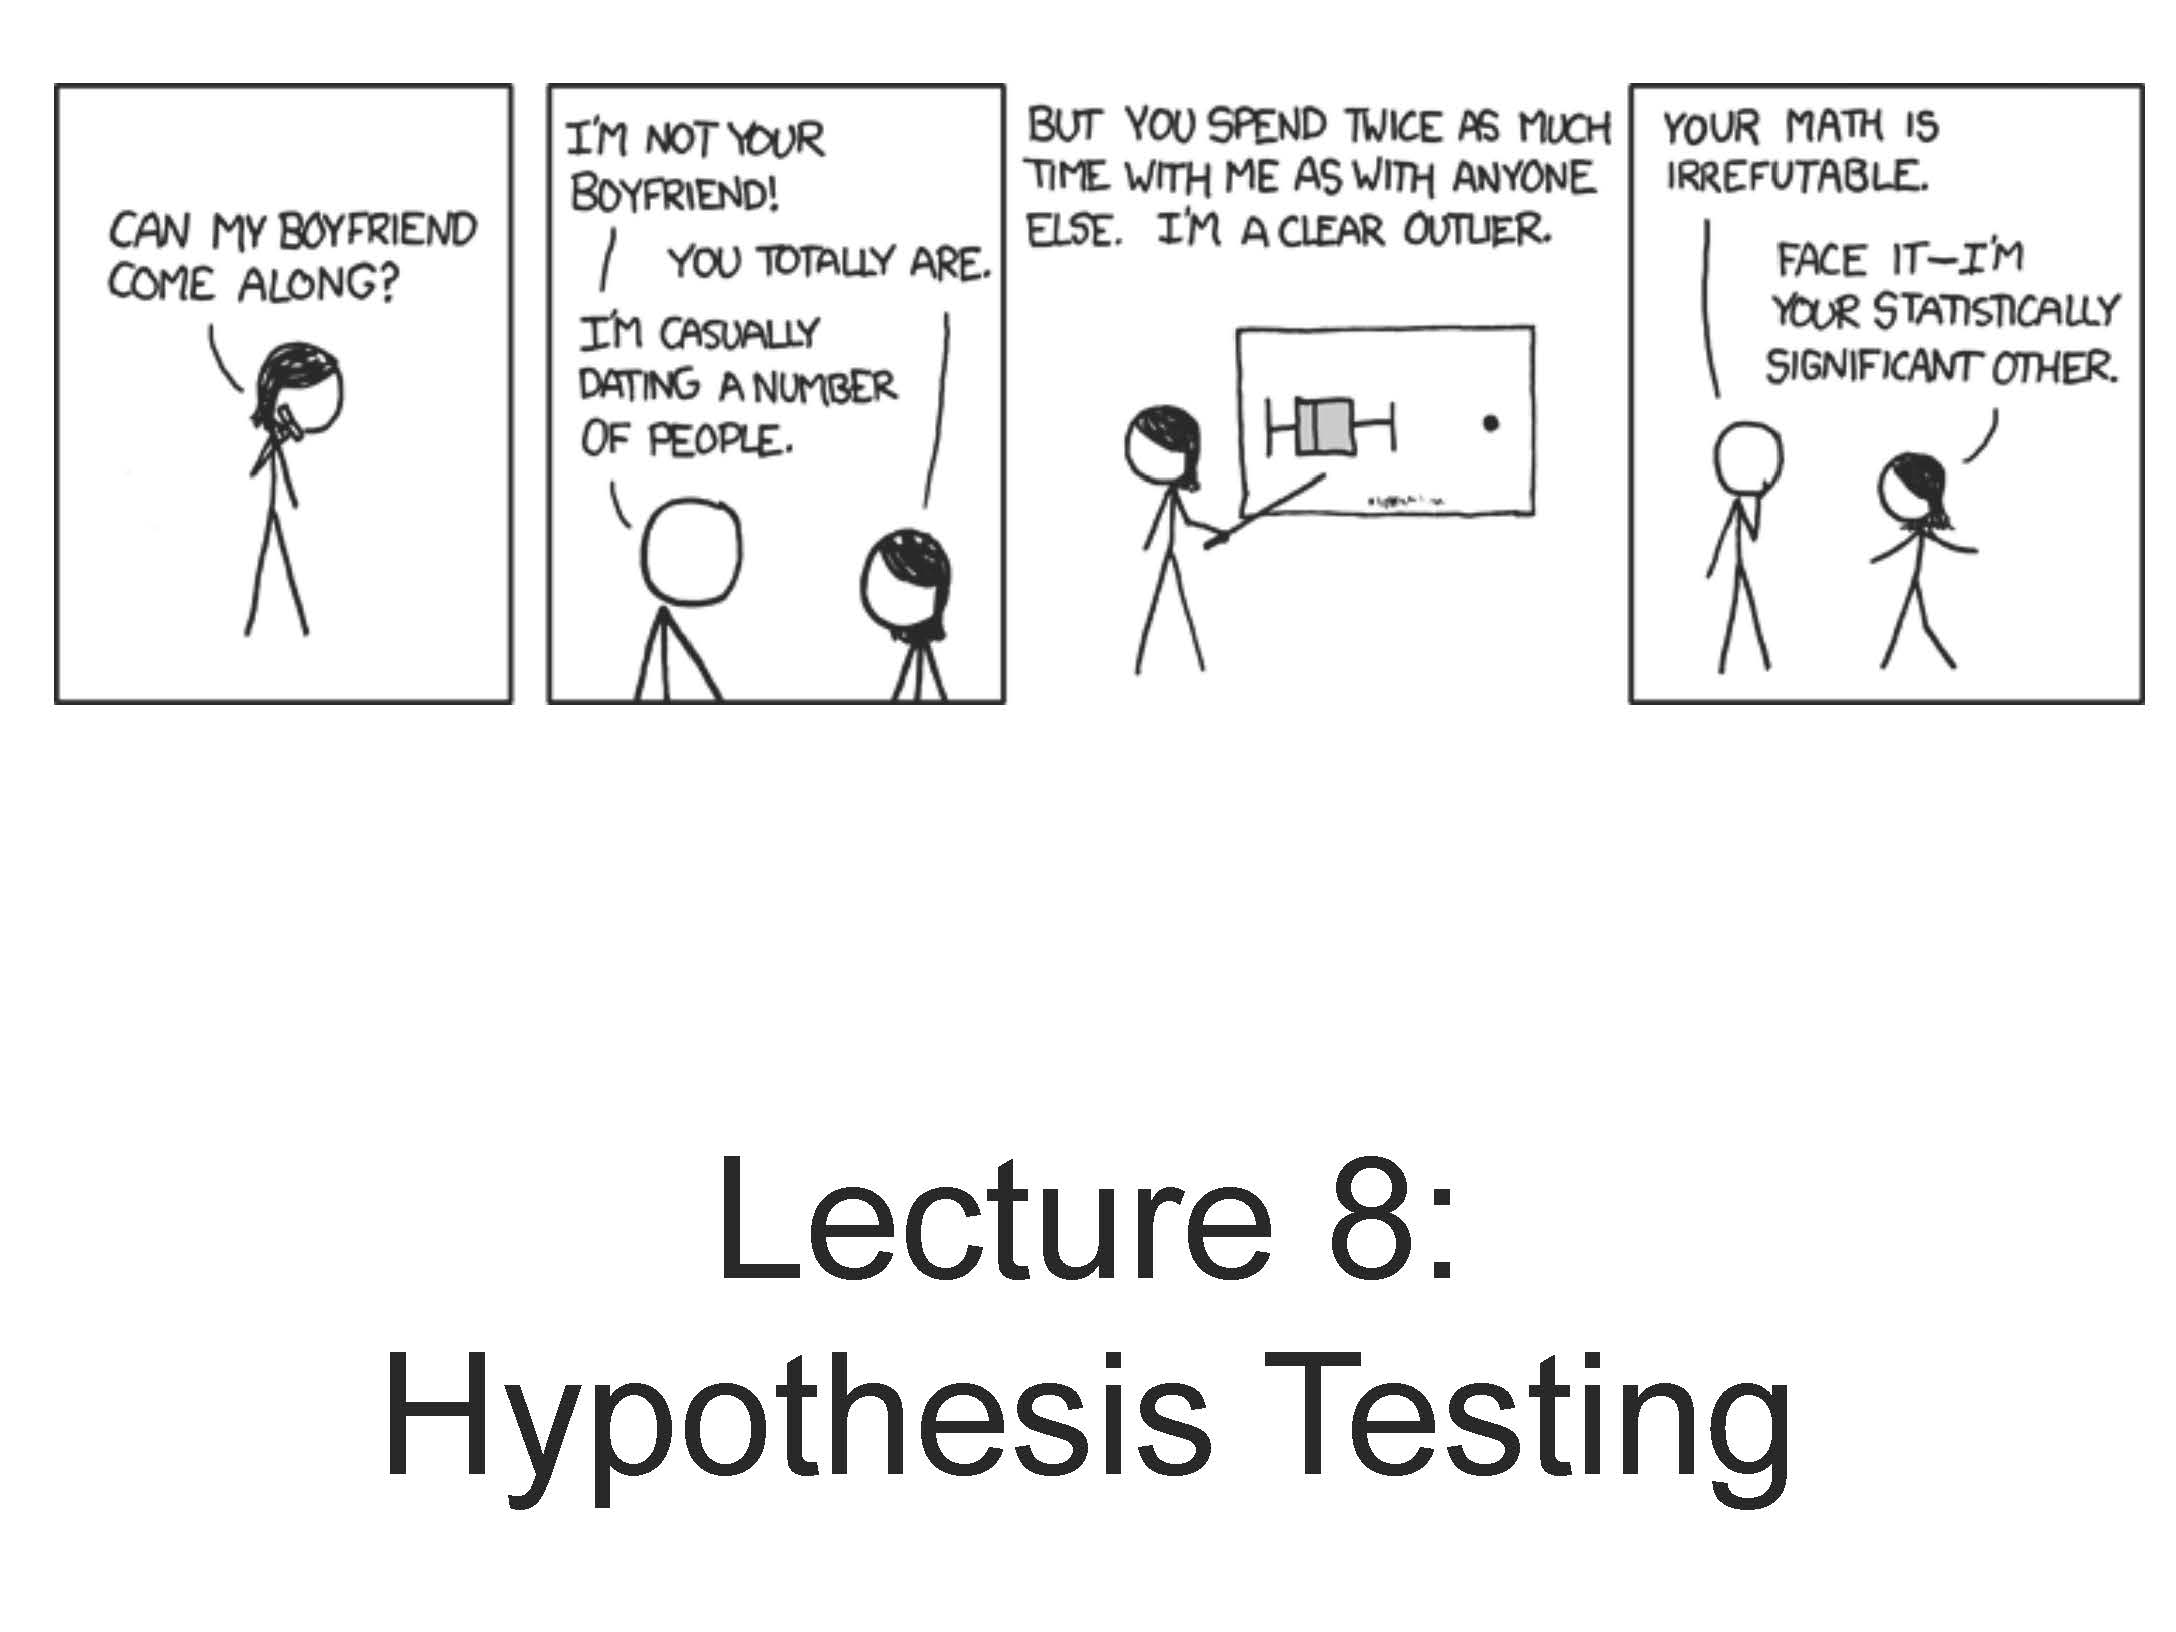 CAN MY BOYFRIEND
COME ALONG?
I'M NOT YOUR
BOYFRIEND!
YOU TOTALLY ARE.
I'M CASUALLY
DATING A NUMBER
OF PEOPLE.
BUT YOU SPEND TWICE AS MUCH
TIME WITH ME AS WITH ANYONE
ELSE. I'M A CLEAR OUTLIER.
YOUR MATH IS
IRREFUTABLE.
FACE IT—I'M
YOUR STATISTICALLY
SIGNIFICANT OTHER.
Lecture 8:
Hypothesis Testing